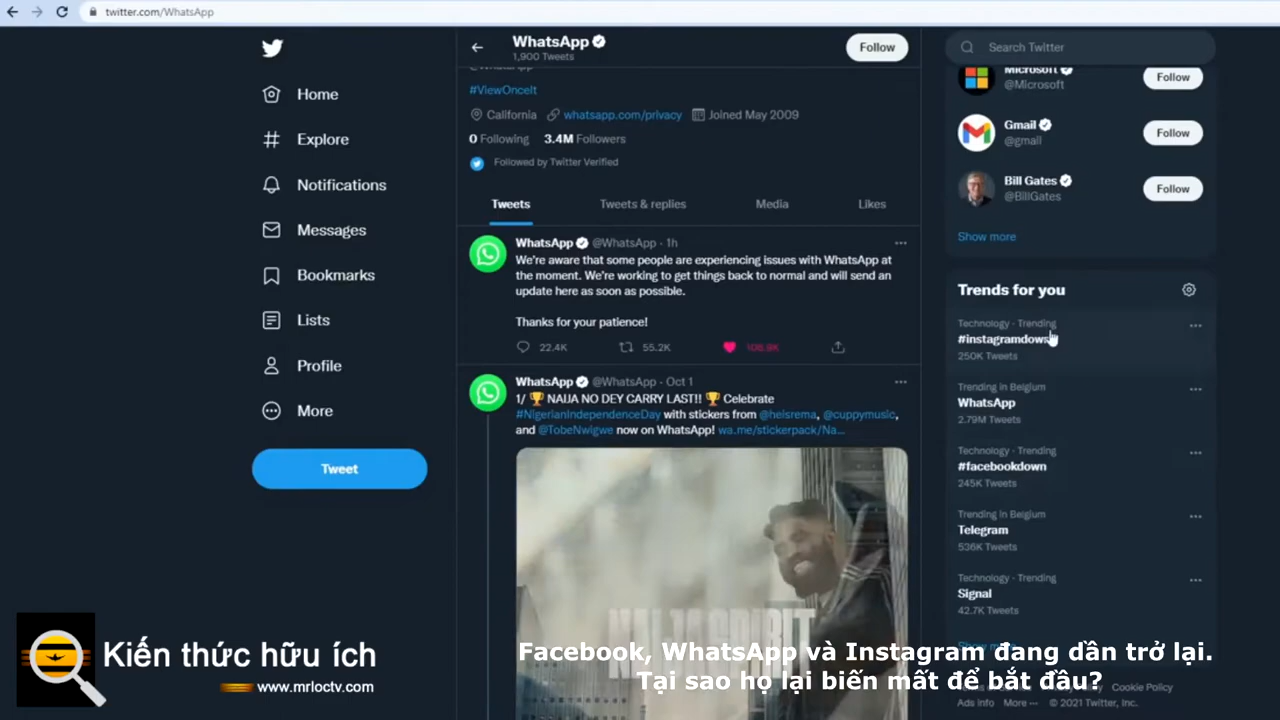 twitter.com/WhatsApp
WhatsApp
1,900 Tweets
Follow
Search Twitter
Home
Explore
Notifications
Messages
Bookmarks
Lists
Profile
More
Tweet
@WhatsApp
#ViewOnceIt
California whatsapp.com/privacy Joined May 2009
0 Following 3.4M Followers
Followed by Twitter Verified
Tweets Tweets & replies Media Likes
WhatsApp @WhatsApp · 1h
We're aware that some people are experiencing issues with WhatsApp at
the moment. We're working to get things back to normal and will send an
update here as soon as possible.
Thanks for your patience!
22.4K 55.2K
WhatsApp @WhatsApp · Oct 1
1/ 🏆 NAIJA NO DEY CARRY LAST!! 🏆 Celebrate
#NigerianIndependenceDay with stickers from @heisrema, @cuppymusic,
and @TobeNwigwe now on WhatsApp! wa.me/stickerpack/Na...
Microsoft
@Microsoft
Follow
Gmail
@gmail
Follow
Bill Gates
@BillGates
Follow
Show more
Trends for you
Technology · Trending
#instagramdown
250K Tweets
Trending in Belgium
WhatsApp
2.79M Tweets
Technology · Trending
#facebookdown
245K Tweets
Trending in Belgium
Telegram
536K Tweets
Technology · Trending
Signal
42.7K Tweets
Cookie Policy
Ads info More ··· © 2021 Twitter, Inc.
Kiến thức hữu ích
www.mrloctv.com
Facebook, WhatsApp và Instagram đang dần trở lại.
Tại sao họ lại biến mất để bắt đầu?